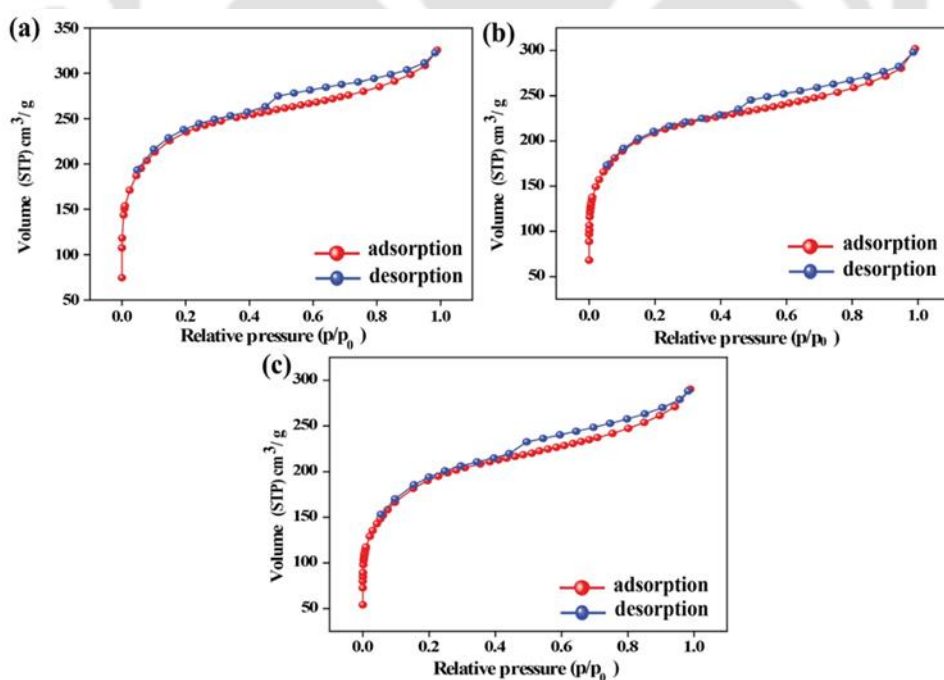 (a)
350
300
250
200
150
100
50
Volume (STP) cm³/ g
adsorption
desorption
0.0 0.2 0.4 0.6 0.8 1.0
Relative pressure (p/p₀)
(b)
300
250
200
150
100
50
Volume (STP) cm³/ g
adsorption
desorption
0.0 0.2 0.4 0.6 0.8 1.0
Relative pressure (p/p₀)
(c)
300
250
200
150
100
50
Volume (STP) cm³/ g
adsorption
desorption
0.0 0.2 0.4 0.6 0.8 1.0
Relative pressure (p/p₀)